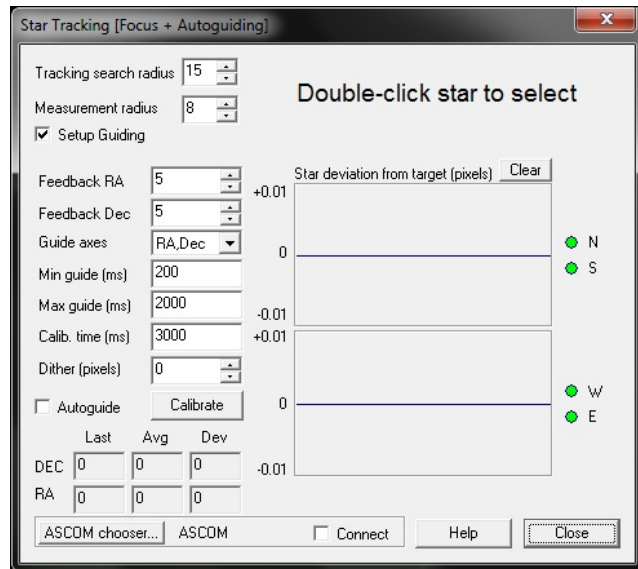 Star Tracking [Focus + Autoguiding]
Tracking search radius 15
Measurement radius 8
Setup Guiding
Double-click star to select
Feedback RA 5
Feedback Dec 5
Guide axes RA,Dec
Min guide (ms) 200
Max guide (ms) 2000
Calib. time (ms) 3000
Dither (pixels) 0
Autoguide Calibrate
Last Avg Dev
DEC 0 0 0
RA 0 0 0
Star deviation from target (pixels) Clear
+0.01
0
-0.01
N
S
+0.01
0
-0.01
W
E
ASCOM chooser... ASCOM Connect Help Close